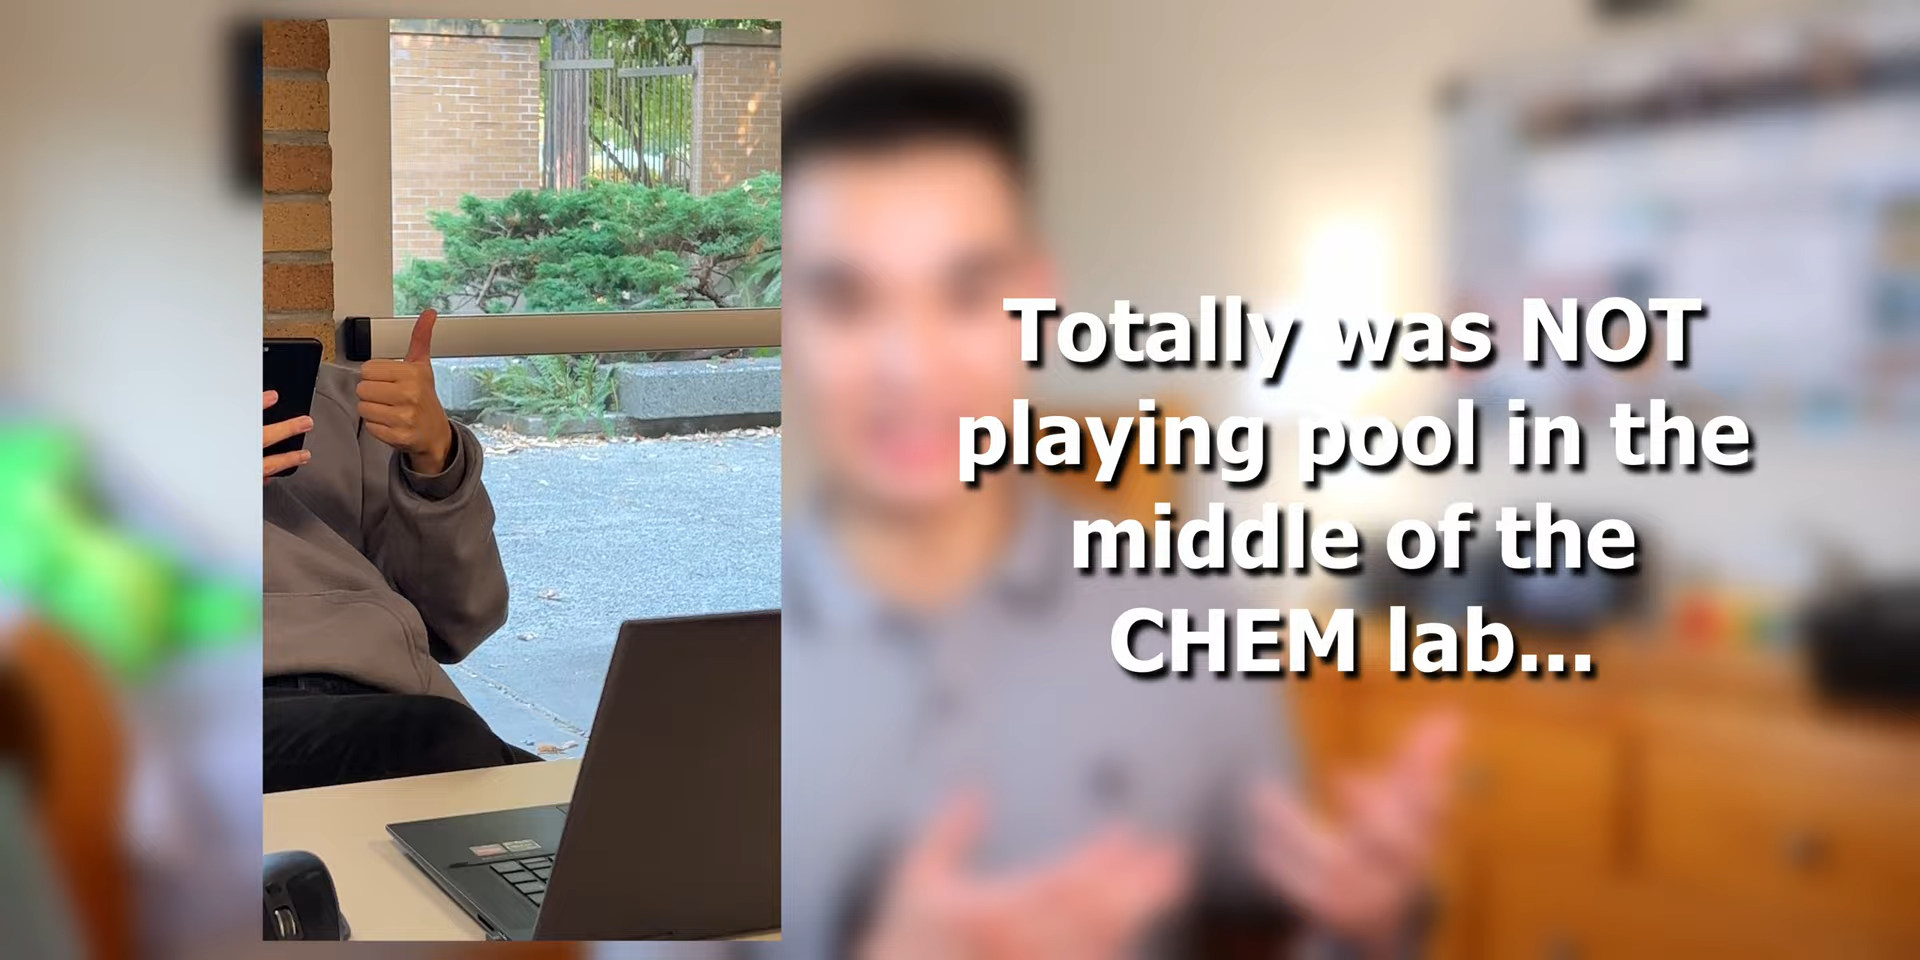 Totally was NOT
playing pool in the
middle of the
CHEM lab...